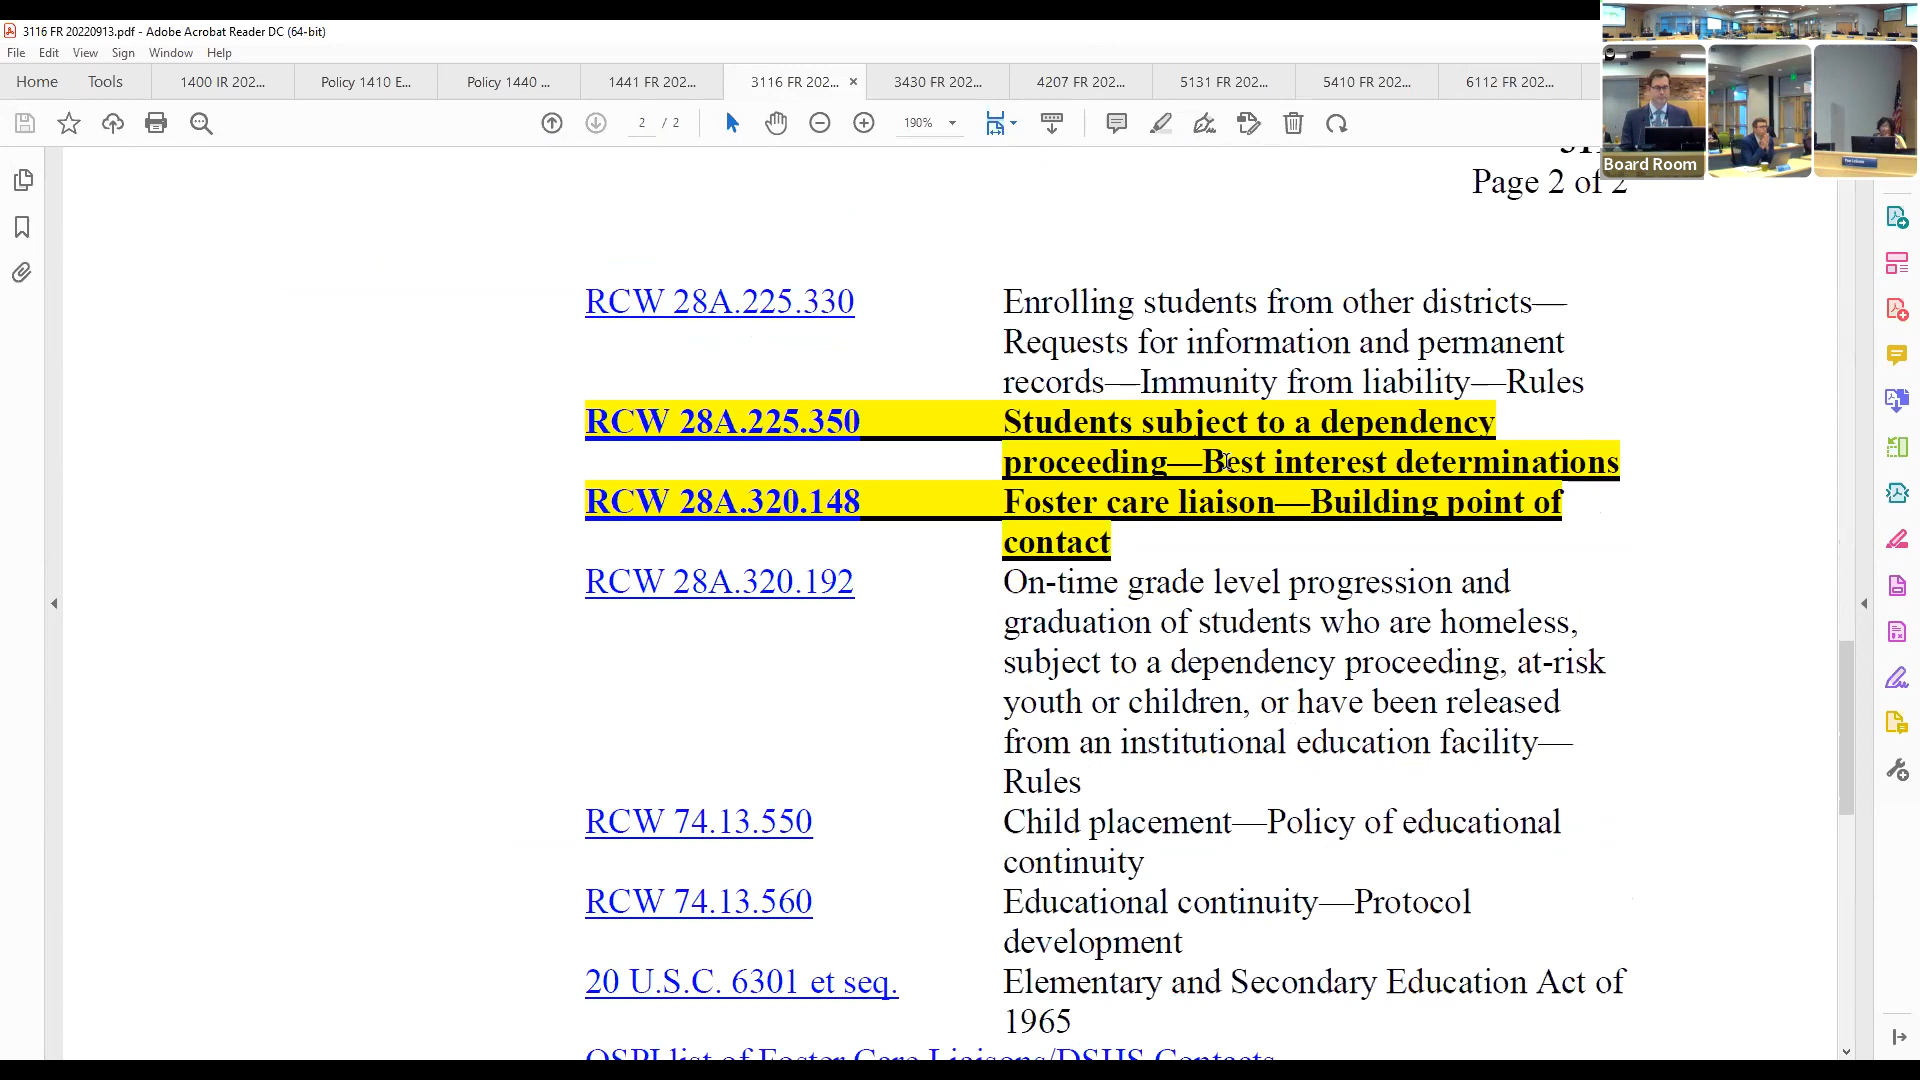 3116 FR 20220913.pdf - Adobe Acrobat Reader DC (64-bit)
File Edit View Sign Window Help
Home Tools 1400 IR 202... Policy 1410 E... Policy 1440 ... 1441 FR 202... 3116 FR 202... × 3430 FR 202... 4207 FR 202... 5131 FR 202... 5410 FR 202... 6112 FR 202...
2 / 2 190%
Board Room
Page 2 of 2
RCW 28A.225.330 Enrolling students from other districts—
Requests for information and permanent
records—Immunity from liability—Rules
RCW 28A.225.350 Students subject to a dependency
proceeding—Best interest determinations
RCW 28A.320.148 Foster care liaison—Building point of
contact
RCW 28A.320.192 On-time grade level progression and
graduation of students who are homeless,
subject to a dependency proceeding, at-risk
youth or children, or have been released
from an institutional education facility—
Rules
RCW 74.13.550 Child placement—Policy of educational
continuity
RCW 74.13.560 Educational continuity—Protocol
development
20 U.S.C. 6301 et seq. Elementary and Secondary Education Act of
1965
OSPI list of Foster Care Liaisons/DSHS Contacts